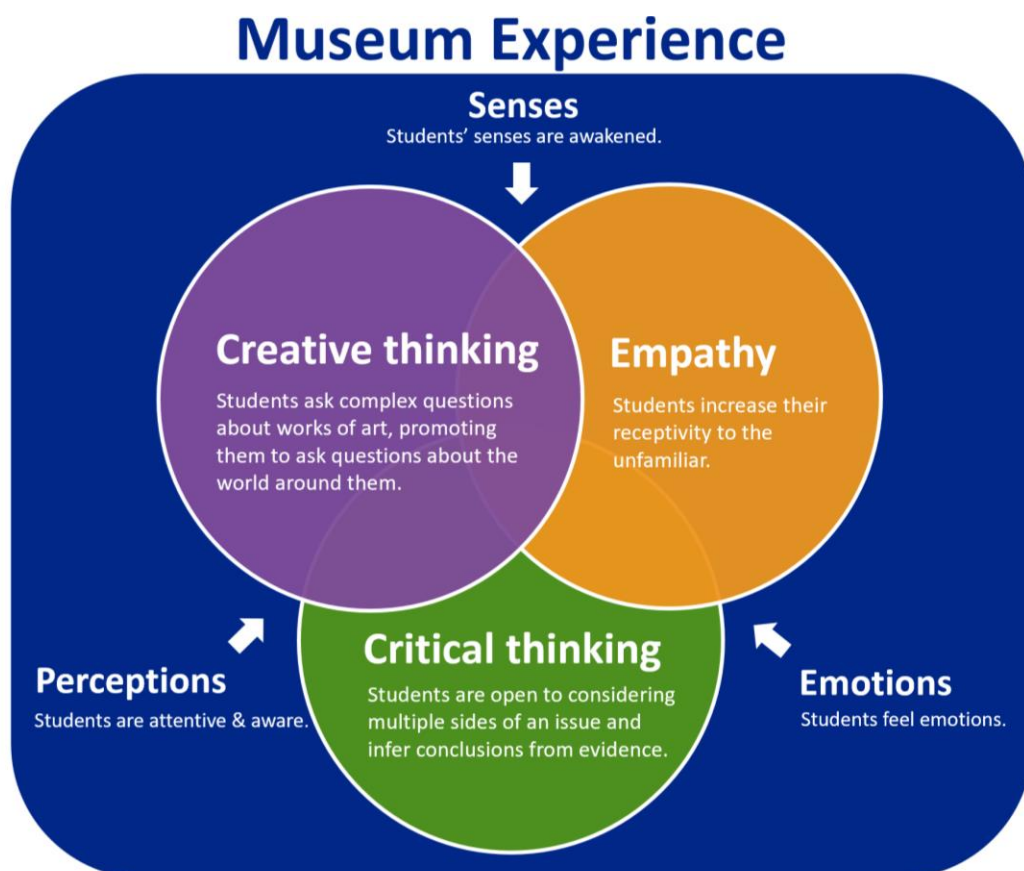 Museum Experience
Senses
Students’ senses are awakened.
Creative thinking
Students ask complex questions
about works of art, promoting
them to ask questions about the
world around them.
Empathy
Students increase their
receptivity to the
unfamiliar.
Critical thinking
Students are open to considering
multiple sides of an issue and
infer conclusions from evidence.
Perceptions
Students are attentive & aware.
Emotions
Students feel emotions.